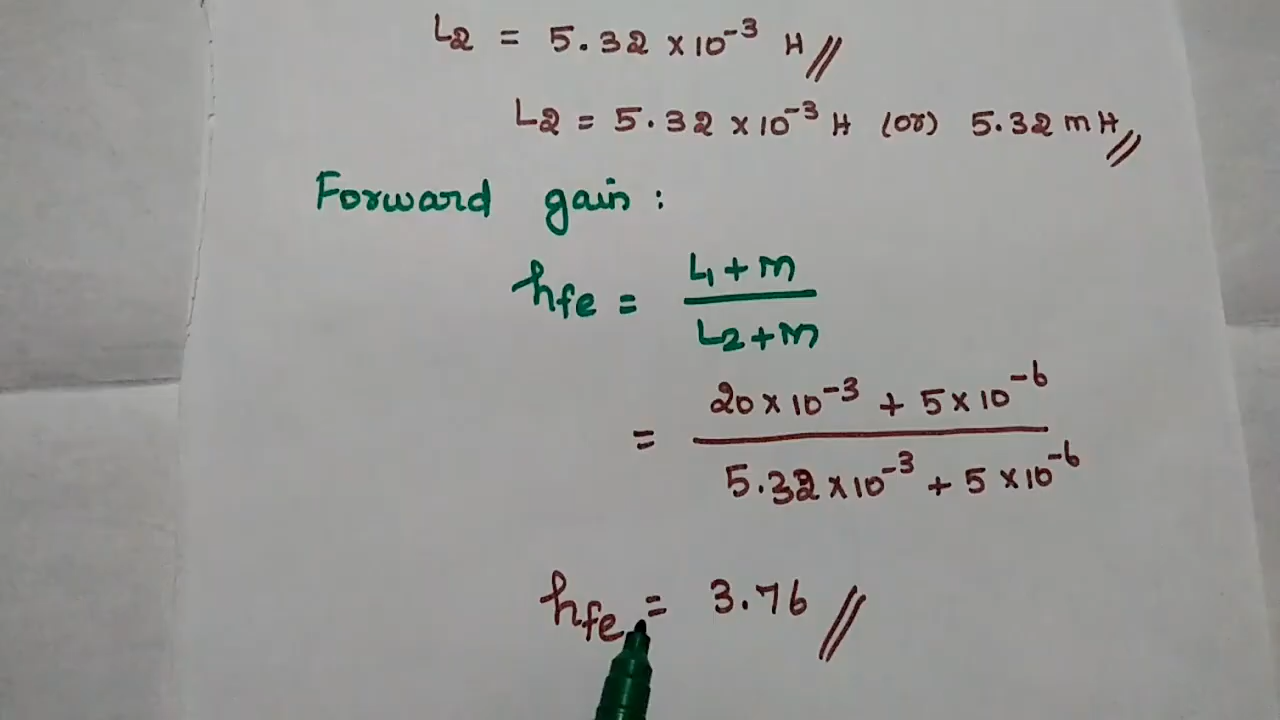 L2 = 5.32 × 10⁻³ H//
L2 = 5.32 × 10⁻³ H (or) 5.32 mH//
Forward gain :
hfe = L1 + m / L2 + m
= 20 × 10⁻³ + 5 × 10⁻⁶ / 5.32 × 10⁻³ + 5 × 10⁻⁶
hfe = 3.76 //